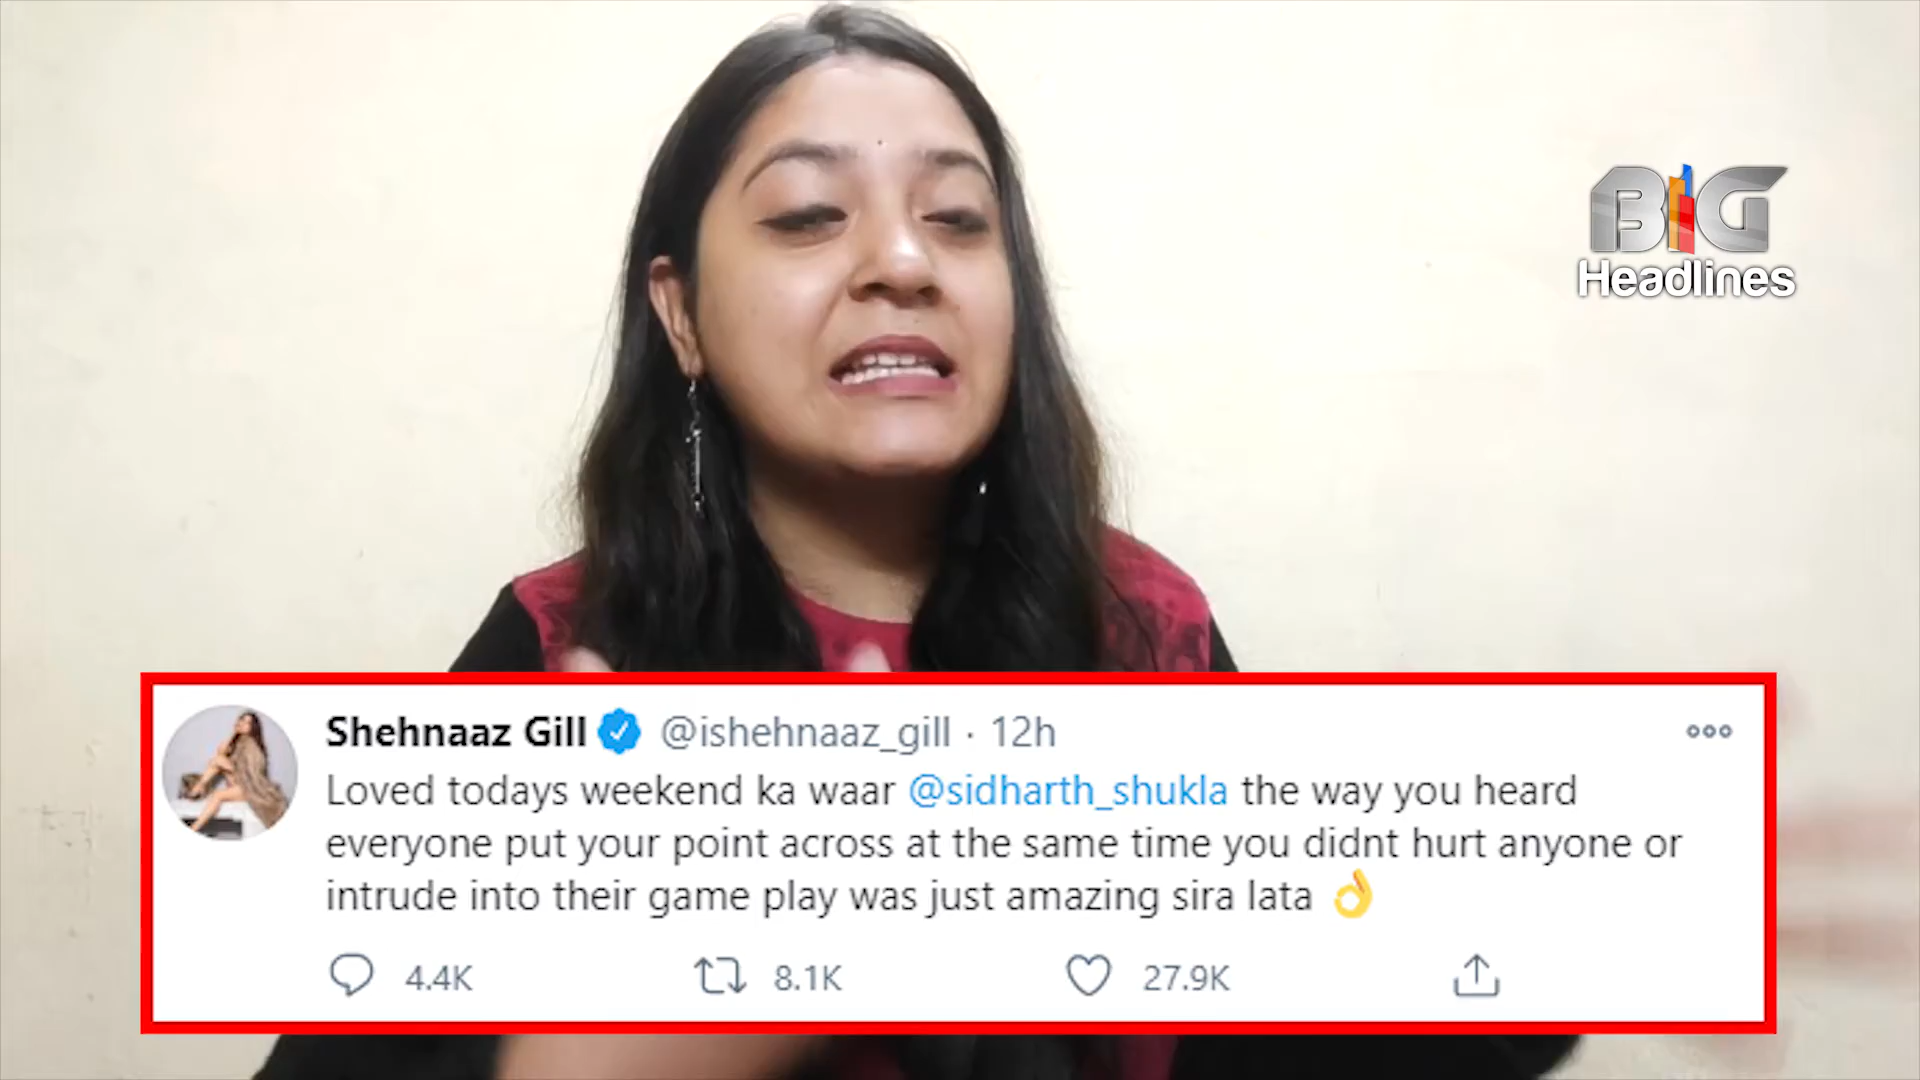 BIG
Headlines
Shehnaaz Gill @ishehnaaz_gill · 12h
Loved todays weekend ka waar @sidharth_shukla the way you heard
everyone put your point across at the same time you didnt hurt anyone or
intrude into their game play was just amazing sira lata 👌
4.4K 8.1K 27.9K